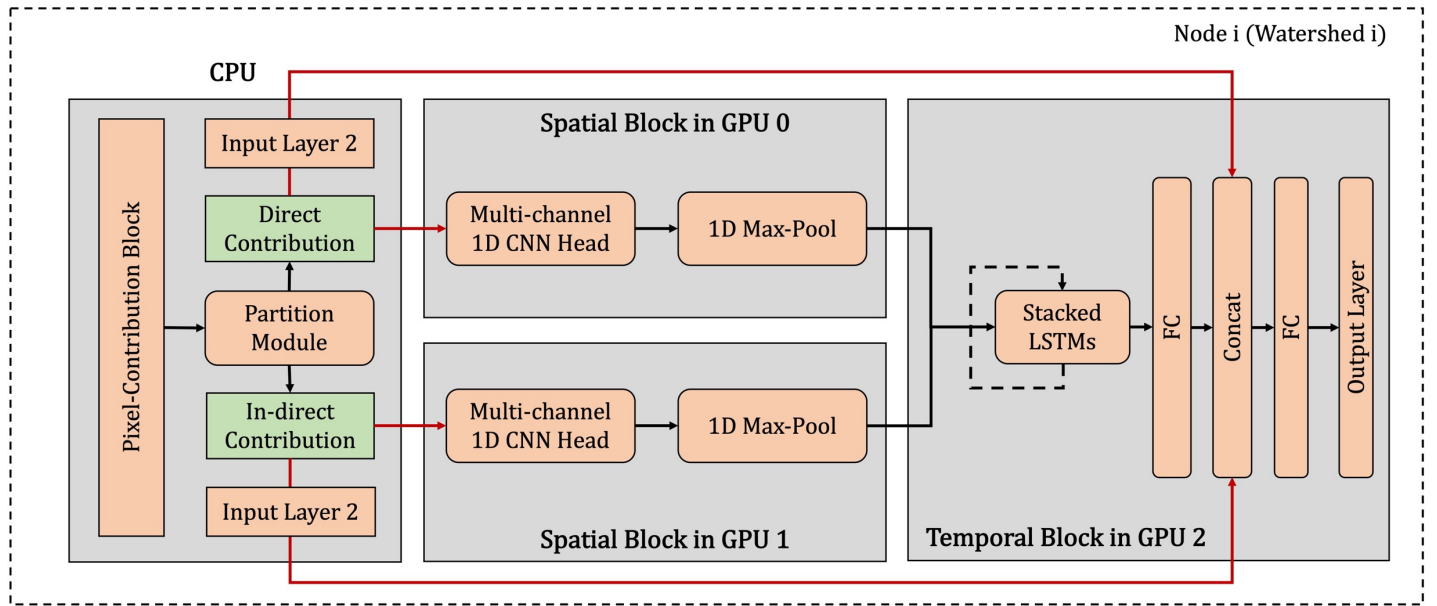 Node i (Watershed i)
CPU
Pixel-Contribution Block
Input Layer 2
Direct
Contribution
Partition
Module
In-direct
Contribution
Input Layer 2
Spatial Block in GPU 0
Multi-channel
1D CNN Head
1D Max-Pool
Multi-channel
1D CNN Head
1D Max-Pool
Spatial Block in GPU 1
Stacked
LSTMs
FC
Concat
FC
Output Layer
Temporal Block in GPU 2